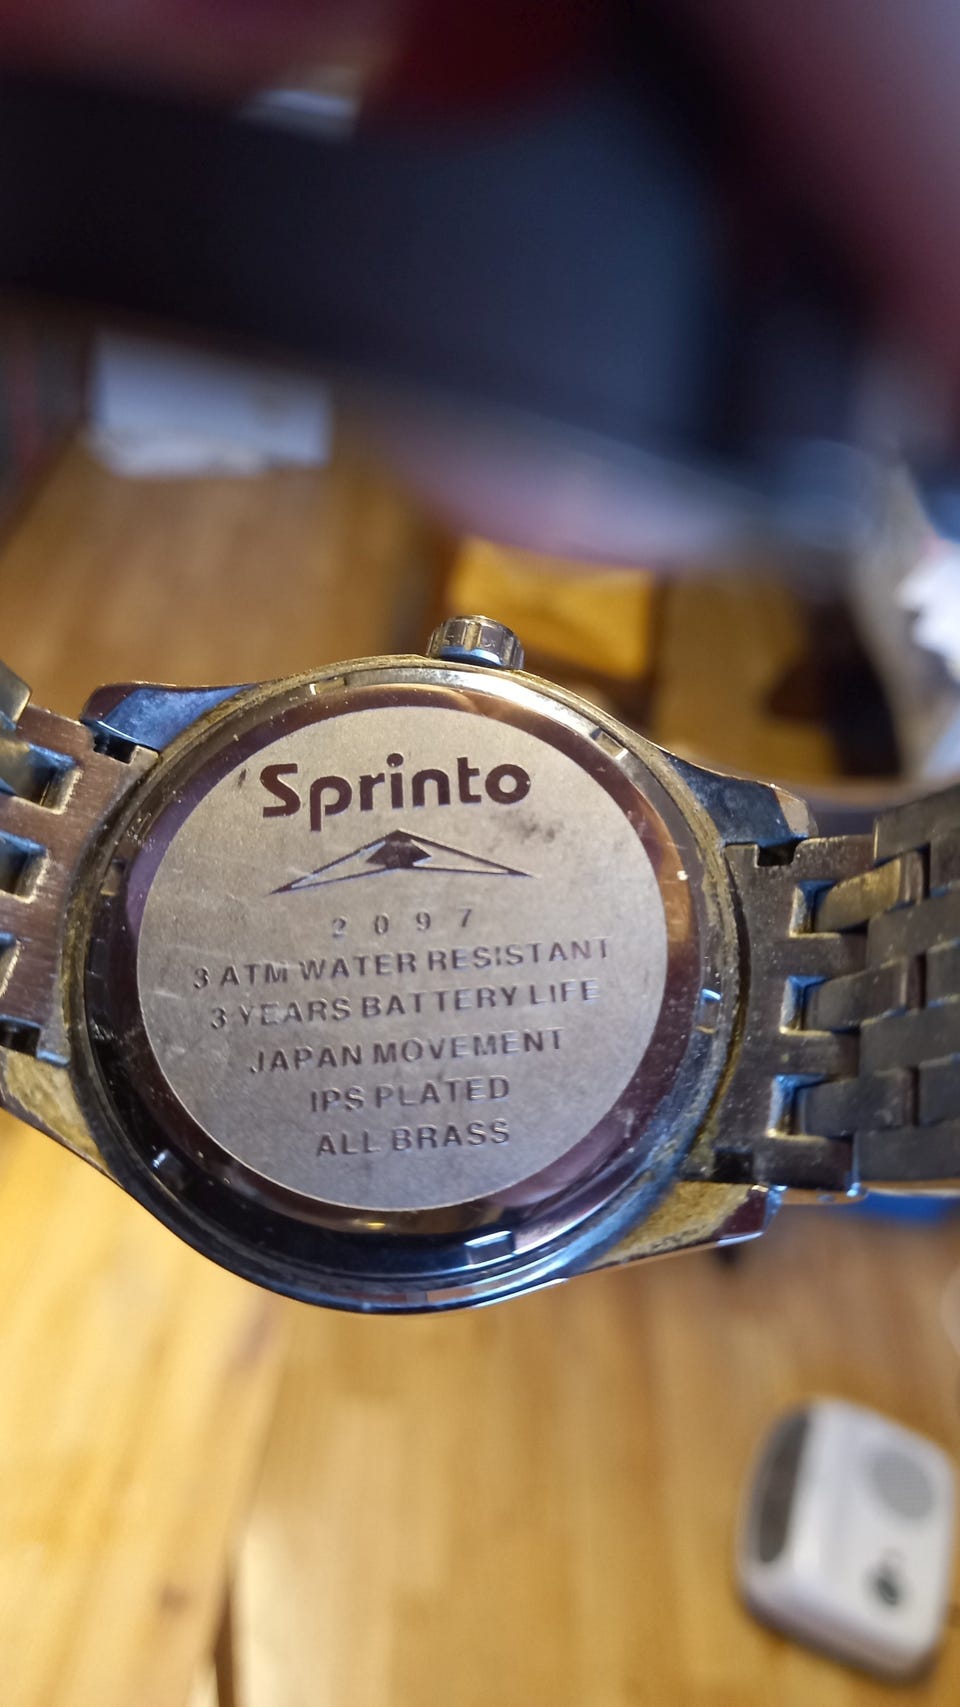 Sprinto
2097
3 ATM WATER RESISTANT
3 YEARS BATTERY LIFE
JAPAN MOVEMENT
IPS PLATED
ALL BRASS